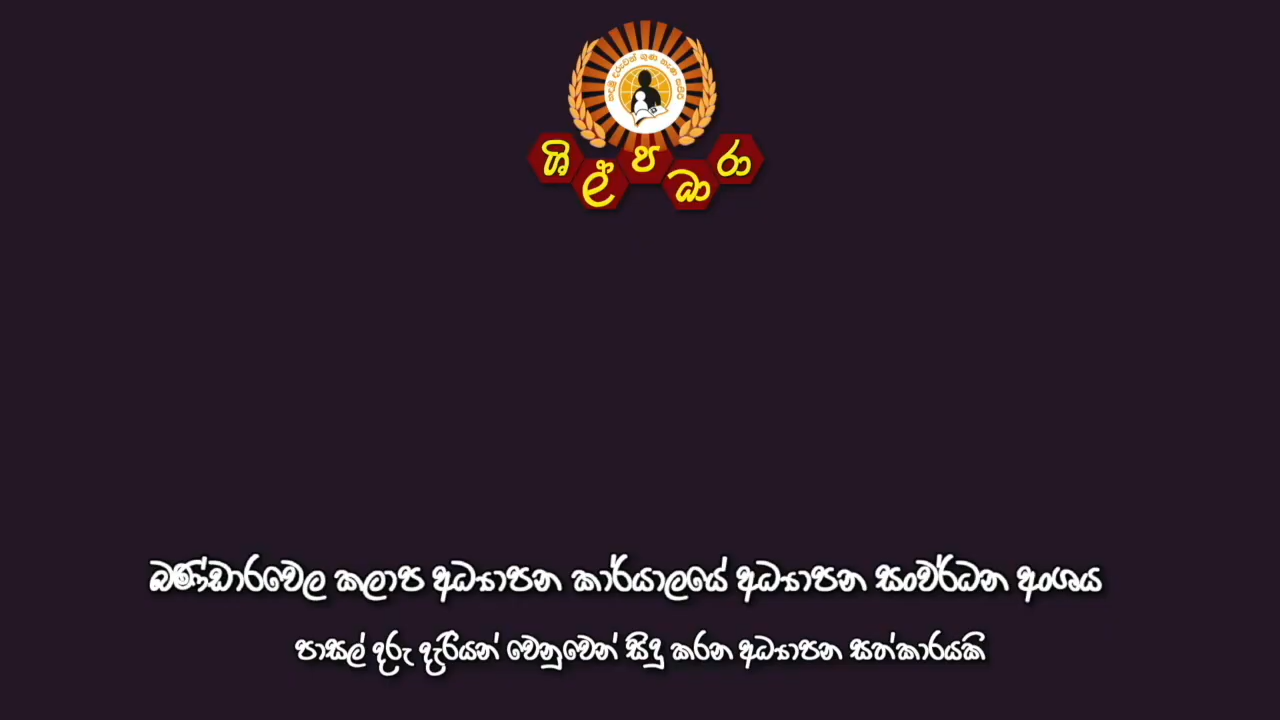 ශිල්ප ධාරා
බණ්ඩාරවෙල කලාප අධ්‍යාපන කාර්යාලයේ අධ්‍යාපන සංවර්ධන අංශය
පාසල් දරු දැරියන් වෙනුවෙන් සිදු කරන අධ්‍යාපන සත්කාරයකි